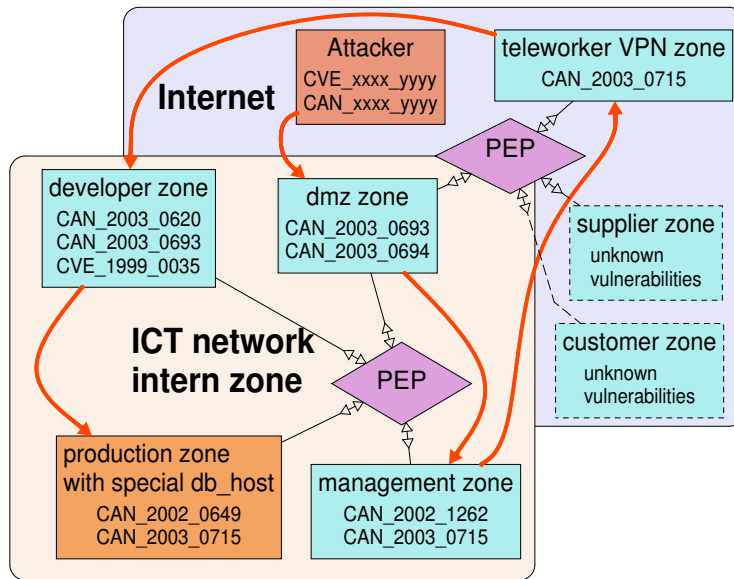 Attacker
CVE_xxxx_yyyy
CAN_xxxx_yyyy
teleworker VPN zone
CAN_2003_0715
Internet
PEP
developer zone
CAN_2003_0620
CAN_2003_0693
CVE_1999_0035
dmz zone
CAN_2003_0693
CAN_2003_0694
supplier zone
unknown
vulnerabilities
customer zone
unknown
vulnerabilities
ICT network
intern zone
PEP
production zone
with special db_host
CAN_2002_0649
CAN_2003_0715
management zone
CAN_2002_1262
CAN_2003_0715